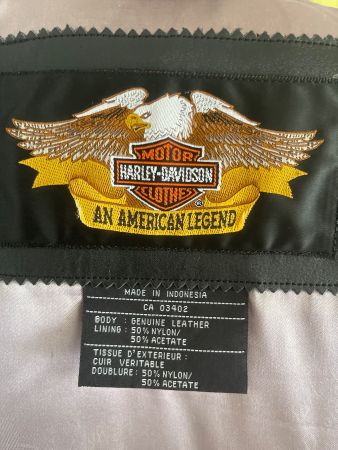 MOTOR
HARLEY-DAVIDSON
CLOTHES
AN AMERICAN LEGEND
MADE IN INDONESIA
CA 03402
BODY : GENUINE LEATHER
LINING : 50% NYLON/
50% ACETATE
TISSUE D'EXTERIEUR :
CUIR VERITABLE
DOUBLURE : 50% NYLON/
50% ACETATE